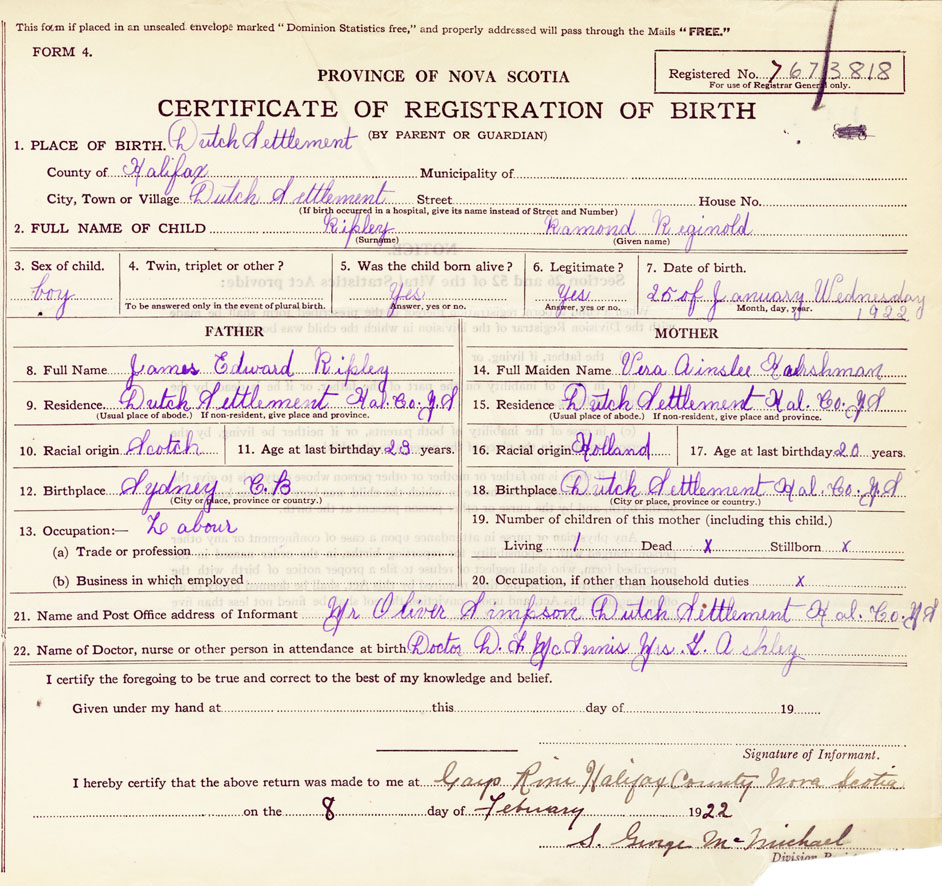 This form if placed in an unsealed envelope marked "Dominion Statistics free," and properly addressed will pass through the Mails "FREE."
FORM 4.
PROVINCE OF NOVA SCOTIA
Registered No. 7673818
For use of Registrar General only.
CERTIFICATE OF REGISTRATION OF BIRTH
(BY PARENT OR GUARDIAN)
1. PLACE OF BIRTH. Dutch Settlement
County of Halifax Municipality of
City, Town or Village Dutch Settlement Street House No.
(If birth occurred in a hospital, give its name instead of Street and Number)
2. FULL NAME OF CHILD Ripley Ramond Reginold
(Surname) (Given name)
3. Sex of child. 4. Twin, triplet or other? 5. Was the child born alive? 6. Legitimate? 7. Date of birth.
boy Yes Yes 25 of January Wednesday
To be answered only in the event of plural birth. Answer, yes or no. Answer, yes or no. Month, day, year. 1922
FATHER MOTHER
8. Full Name James Edward Ripley 14. Full Maiden Name Vera Ainslee
9. Residence. Dutch Settlement Hal. Co. N S 15. Residence Dutch Settlement Hal. Co. N S
(Usual place of abode.) If non-resident, give place and province. (Usual place of abode.) If non-resident, give place and province.
10. Racial origin Scotch 11. Age at last birthday 23 years. 16. Racial origin Holland 17. Age at last birthday 20 years.
12. Birthplace Sydney C. B 18. Birthplace Dutch Settlement Hal. Co. N S
(City or place, province or country.) (City or place, province or country.)
13. Occupation:— Labour 19. Number of children of this mother (including this child.)
(a) Trade or profession Living 1 Dead X Stillborn X
(b) Business in which employed 20. Occupation, if other than household duties X
21. Name and Post Office address of Informant Mr Oliver Simpson Dutch Settlement Hal. Co. N S
22. Name of Doctor, nurse or other person in attendance at birth Doctor D. F. McInnis Mrs. L. Ashley
I certify the foregoing to be true and correct to the best of my knowledge and belief.
Given under my hand at this day of 19
Signature of Informant.
I hereby certify that the above return was made to me at Gays River Halifax County Nova Scotia
on the 8 day of February 1922
S. George McMichael
Division